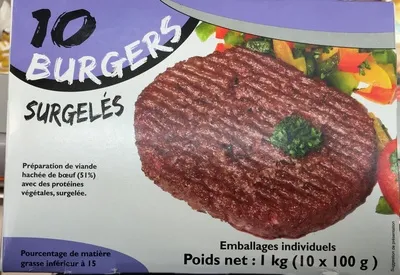 10
BURGERS
SURGELÉS
Préparation de viande
hachée de bœuf (51%)
avec des protéines
végétales, surgelée.
Pourcentage de matière
grasse inférieur à 15
Emballages individuels
Poids net : 1 kg (10 x 100 g)